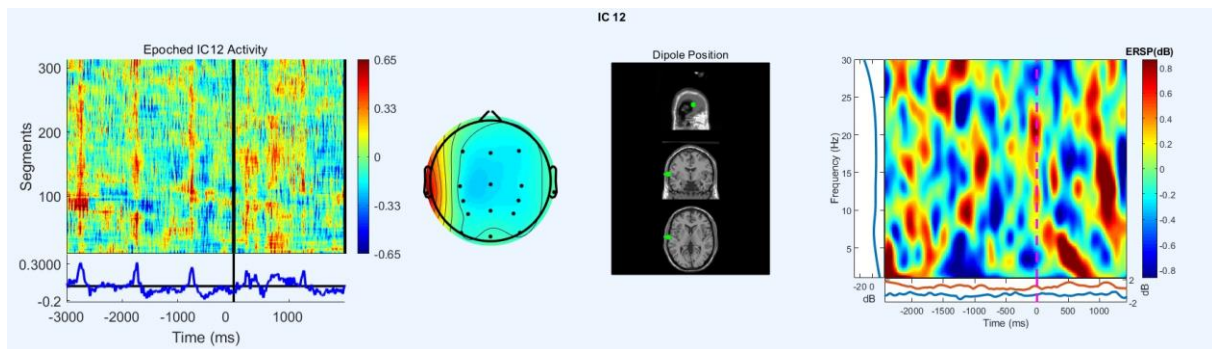 IC 12
Epoched IC12 Activity
300
200
100
Segments
0.65
0.33
0
-0.33
-0.65
0.3000
-0.2
-3000 -2000 -1000 0 1000
Time (ms)
Dipole Position
ERSP(dB)
30
25
20
15
10
5
Frequency (Hz)
0.8
0.6
0.4
0.2
0
-0.2
-0.4
-0.6
-0.8
-20 0
dB
2
-2
dB
-2000 -1500 -1000 -500 0 500 1000
Time (ms)